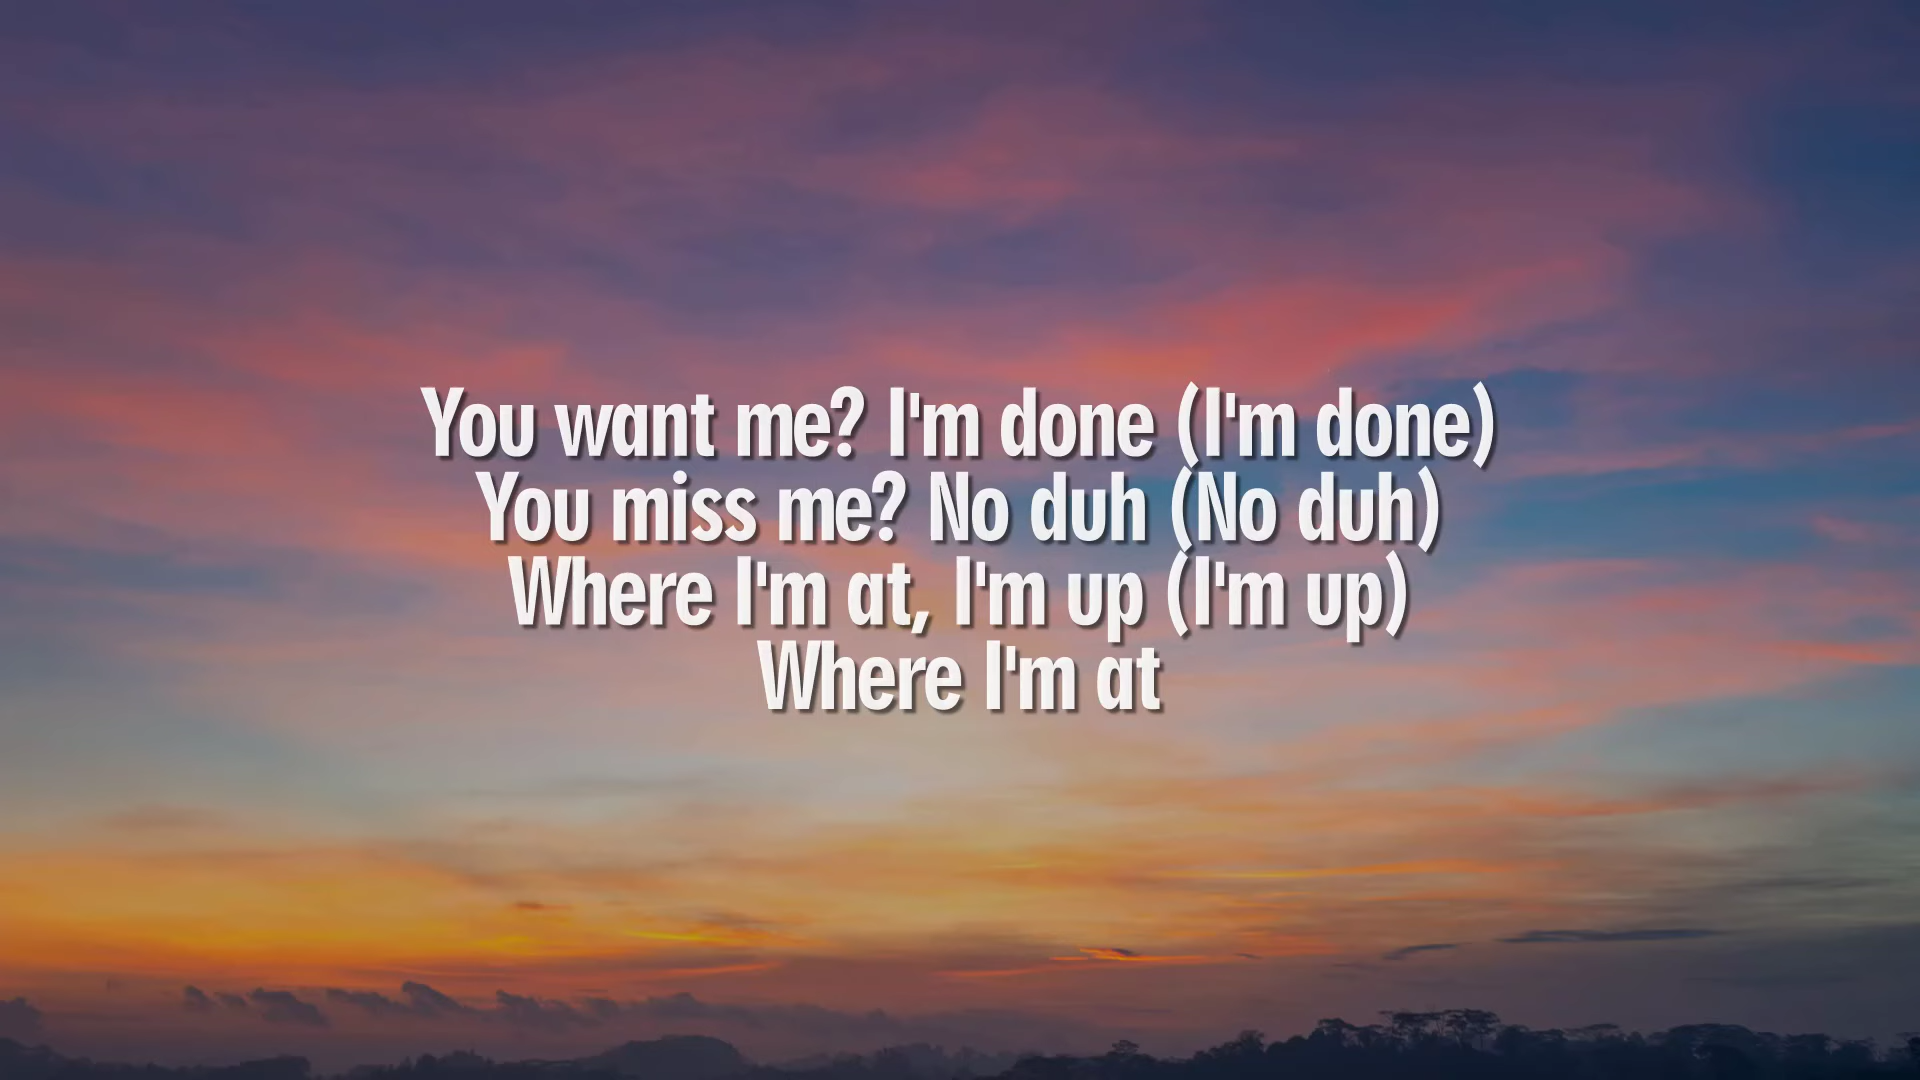 You want me? I'm done (I'm done)
You miss me? No duh (No duh)
Where I'm at, I'm up (I'm up)
Where I'm at